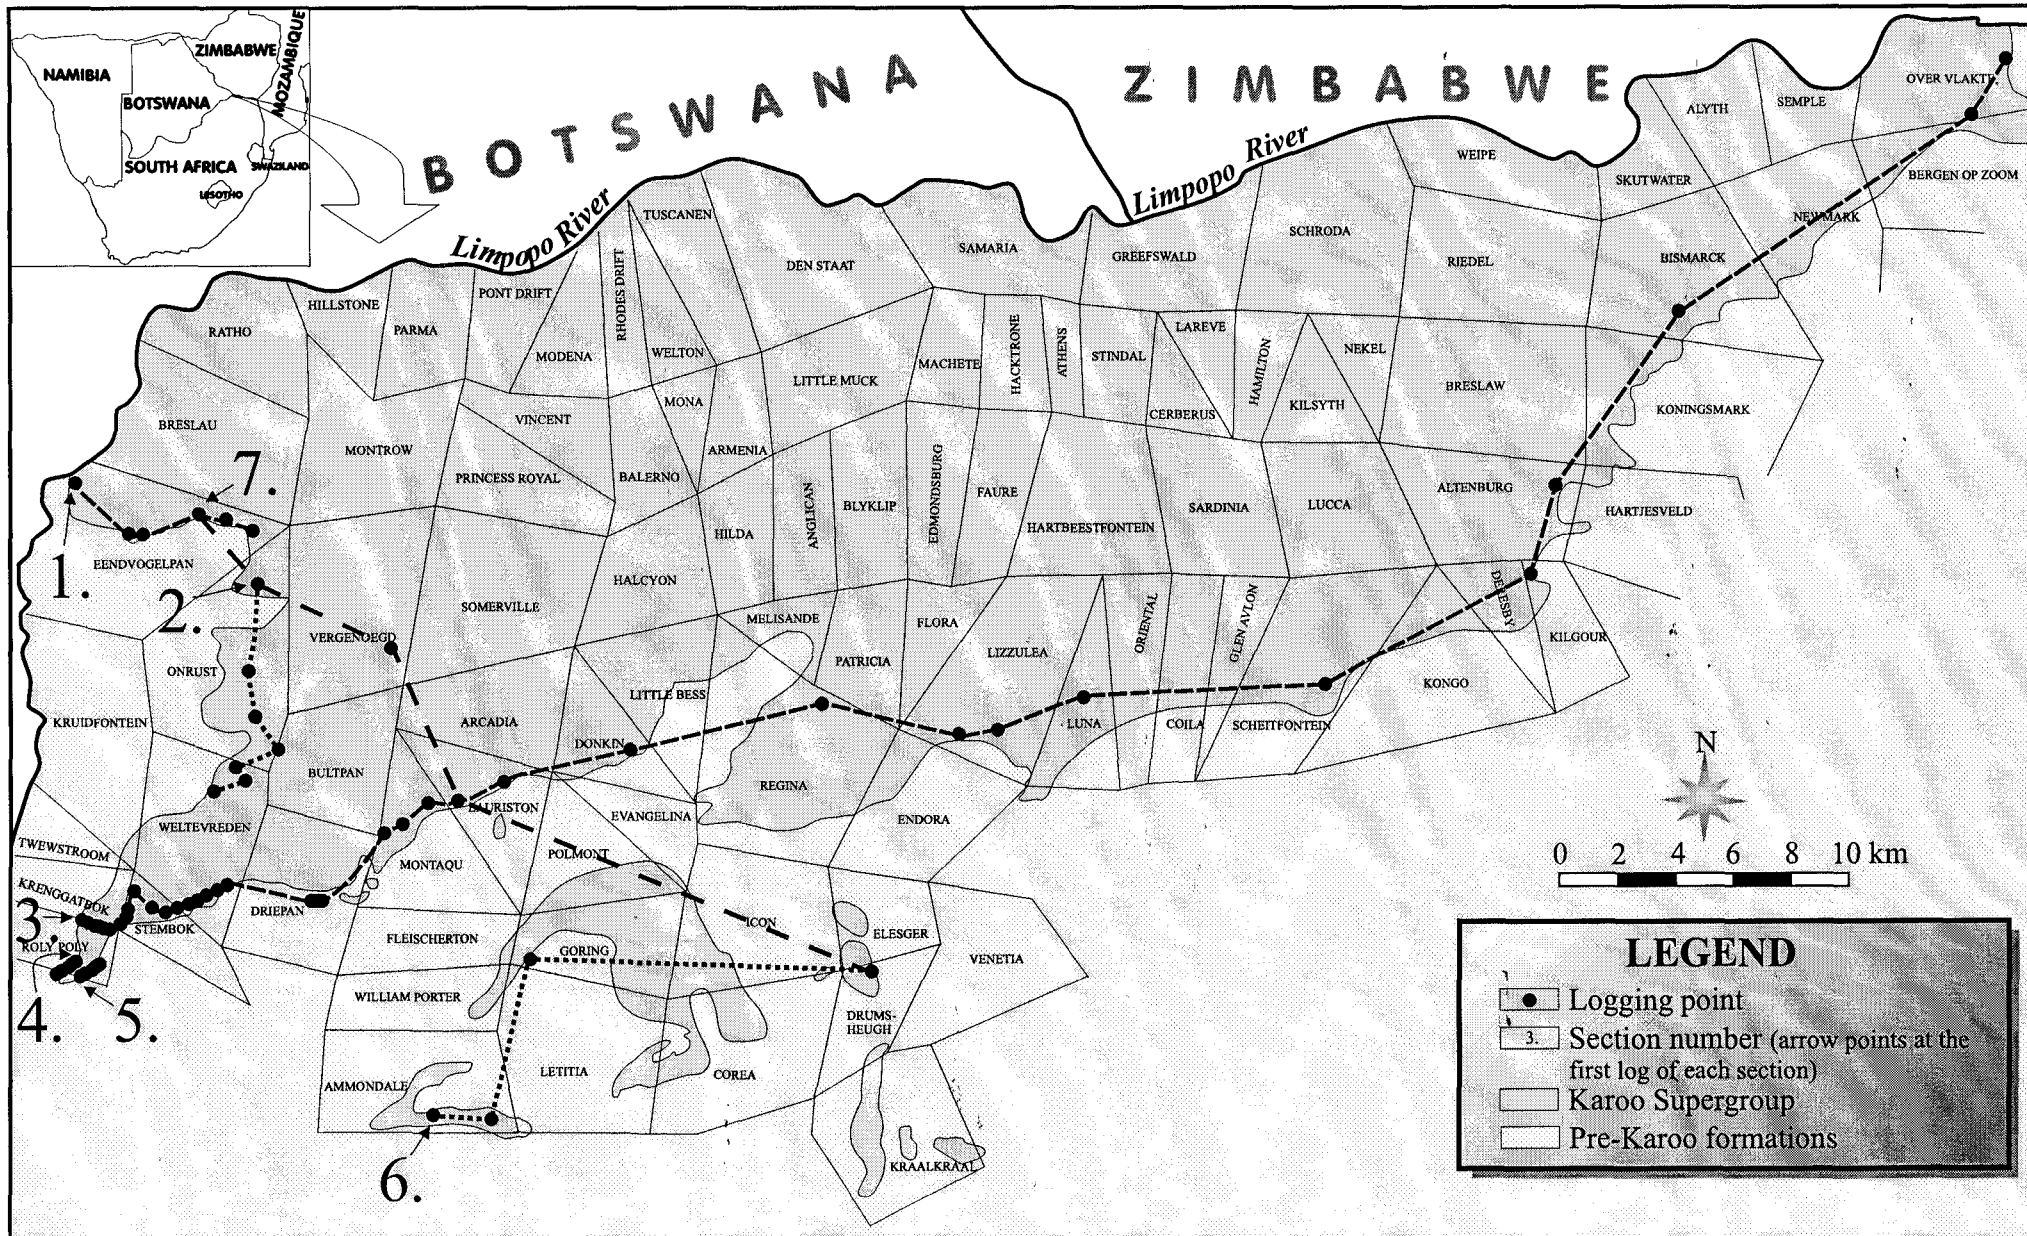 NAMIBIA
ZIMBABWE
MOZAMBIQUE
BOTSWANA
SOUTH AFRICA
SWAZILAND
LESOTHO
BOTSWANA
ZIMBABWE
Limpopo River
Limpopo River
OVER VLAKTE
ALYTH
SEMPLE
WEIPE
SKUTWATER
BERGEN OP ZOOM
NEWMARK
TUSCANEN
SCHRODA
SAMARIA
GREEFSWALD
DEN STAAT
RIEDEL
BISMARCK
HILLSTONE
PONT DRIFT
RHODES DRIFT
RATHO
PARMA
MODENA
WELTON
LITTLE MUCK
MACHETE
HACKTRONE
ATHENS
STINDAL
LAREVE
HAMILTON
NEKEL
BRESLAW
KILSYTH
CERBERUS
KONINGSMARK
MONA
VINCENT
BRESLAU
MONTROW
ARMENIA
PRINCESS ROYAL
BALERNO
7.
ANGLICAN
BLYKLIP
EDMONDSBURG
FAURE
HARTBEESTFONTEIN
SARDINIA
LUCCA
ALTENBURG
HARTJESVELD
HILDA
1.
EENDVOGELPAN
HALCYON
2.
SOMERVILLE
MELISANDE
FLORA
ORIENTAL
GLEN AVLON
DERESBY
KILGOUR
VERGENOEGD
LIZZULEA
PATRICIA
ONRUST
LITTLE BESS
KONGO
KRUIDFONTEIN
ARCADIA
LUNA
COILA
SCHEITFONTEIN
DONKIN
BULTPAN
REGINA
N
BAURISTON
EVANGELINA
ENDORA
WELTEVREDEN
TWEWSTROOM
POLMONT
MONTAQU
0 2 4 6 8 10 km
KRENGGATBOK
3.
DRIEPAN
STEMBOK
ICON
ELESGER
FLEISCHERTON
GORING
ROLY POLY
VENETIA
WILLIAM PORTER
4.
5.
DRUMS-
HEUGH
AMMONDALE
LETITIA
COREA
KRAALKRAAL
6.
LEGEND
Logging point
3. Section number (arrow points at the
first log of each section)
Karoo Supergroup
Pre-Karoo formations